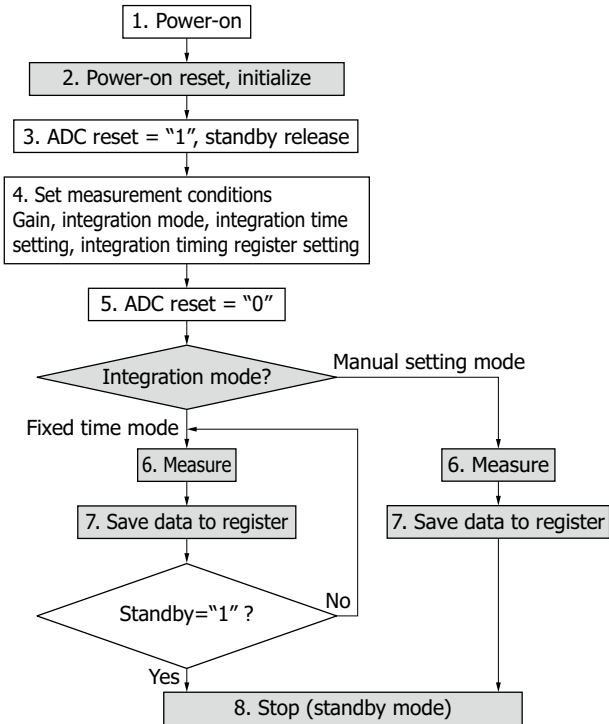 1. Power-on
2. Power-on reset, initialize
3. ADC reset = “1”, standby release
4. Set measurement conditions
Gain, integration mode, integration time
setting, integration timing register setting
5. ADC reset = “0”
Integration mode?
Manual setting mode
Fixed time mode
6. Measure
7. Save data to register
Standby=“1” ?
No
Yes
6. Measure
7. Save data to register
8. Stop (standby mode)